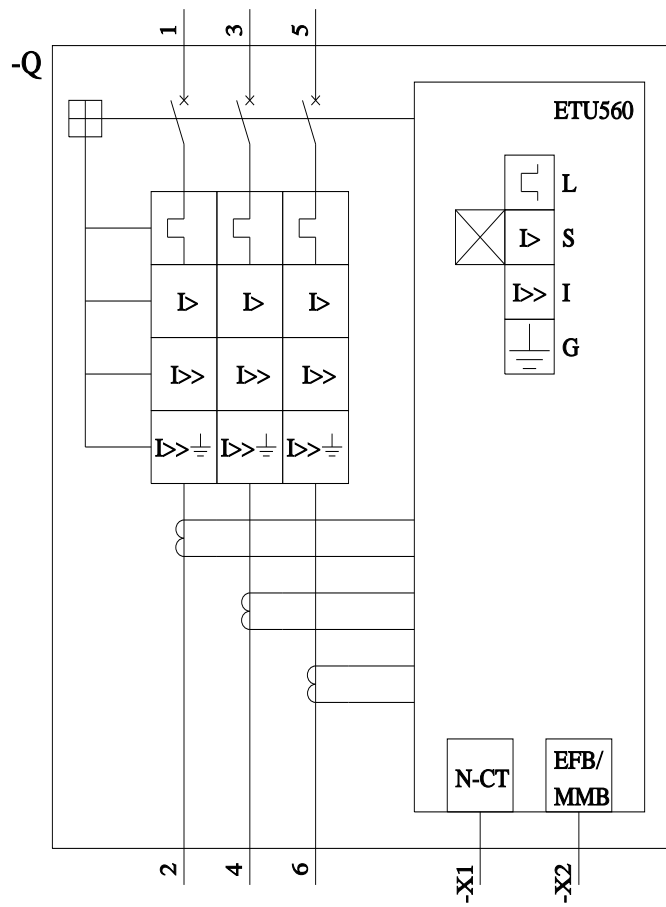 1 3 5
-Q
ETU560
L
I> S
I>> I
G
I> I> I>
I>> I>> I>>
I>> I>> I>>
N-CT
EFB/
MMB
2 4 6 -X1 -X2